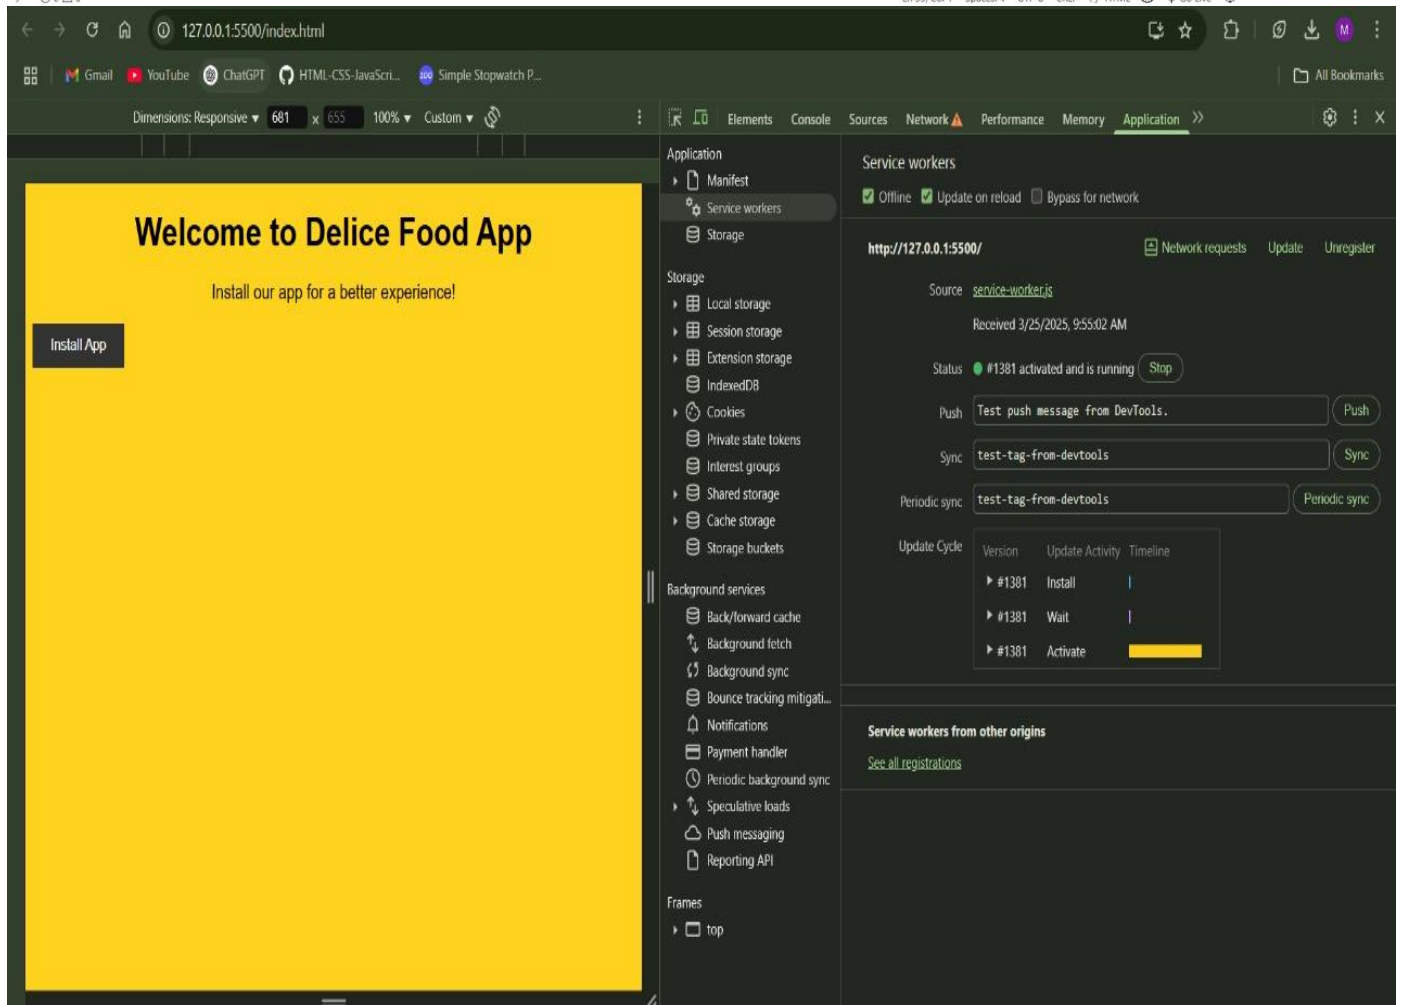 127.0.0.1:5500/index.html
M
Gmail YouTube ChatGPT HTML-CSS-JavaScri... Simple Stopwatch P...
All Bookmarks
Dimensions: Responsive 681 x 655 100% Custom
Elements Console Sources Network Performance Memory Application
Welcome to Delice Food App
Install our app for a better experience!
Install App
Application
Manifest
Service workers
Storage
Storage
Local storage
Session storage
Extension storage
IndexedDB
Cookies
Private state tokens
Interest groups
Shared storage
Cache storage
Storage buckets
Background services
Back/forward cache
Background fetch
Background sync
Bounce tracking mitigati...
Notifications
Payment handler
Periodic background sync
Speculative loads
Push messaging
Reporting API
Frames
top
Service workers
Offline Update on reload Bypass for network
http://127.0.0.1:5500/ Network requests Update Unregister
Source service-worker.js
Received 3/25/2025, 9:55:02 AM
Status #1381 activated and is running Stop
Push Test push message from DevTools. Push
Sync test-tag-from-devtools Sync
Periodic sync test-tag-from-devtools Periodic sync
Update Cycle Version Update Activity Timeline
#1381 Install
#1381 Wait
#1381 Activate
Service workers from other origins
See all registrations